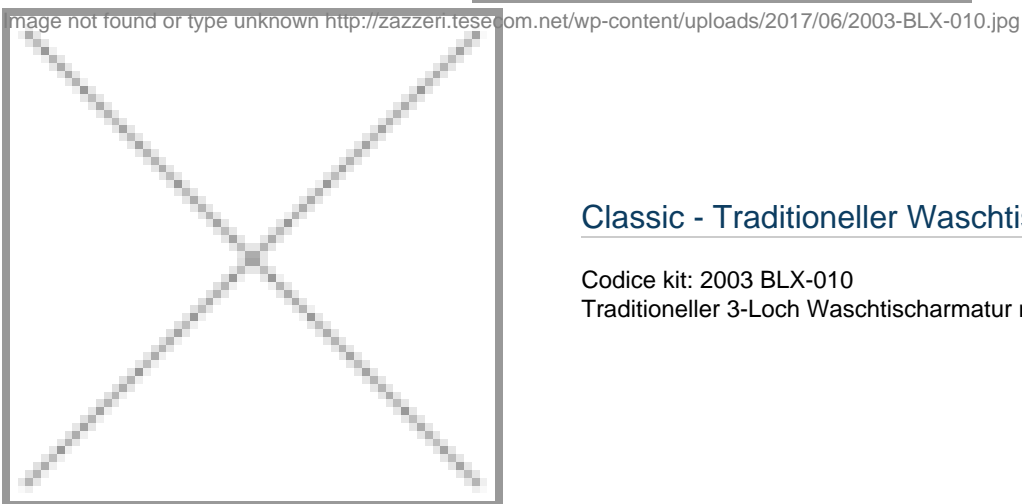 Image not found or type unknown http://zazzeri.tesecom.net/wp-content/uploads/2017/06/2003-BLX-010.jpg
Classic - Traditioneller
Codice kit: 2003 BLX-010
Traditioneller 3-Loch Waschtischarmatur